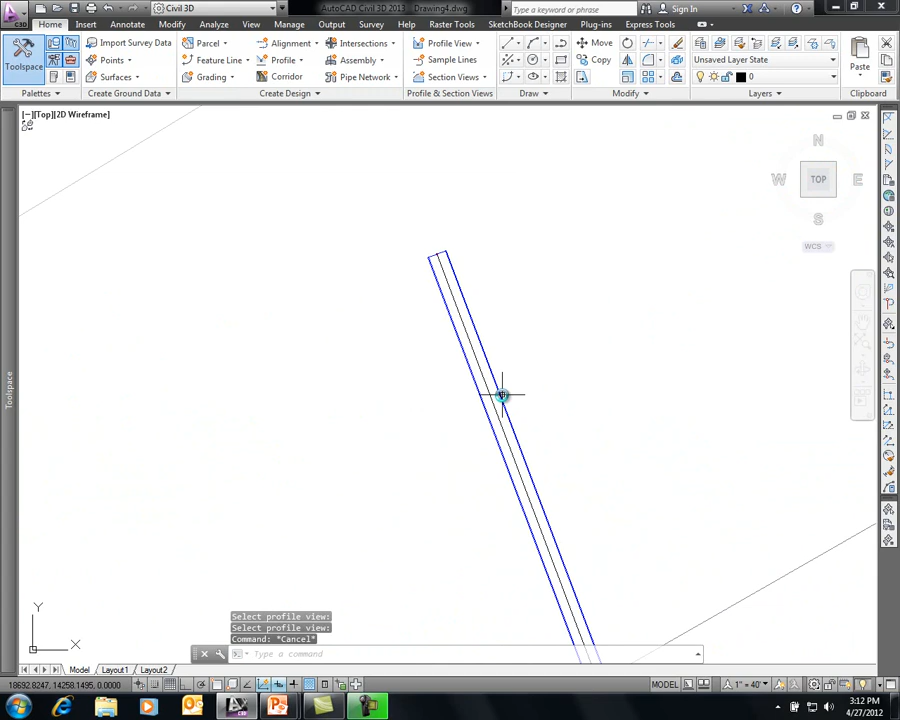 Civil 3D
AutoCAD Civil 3D 2013 - Drawing4.dwg
Type a keyword or phrase
Sign In
Home Insert Annotate Modify Analyze View Manage Output Survey Raster Tools SketchBook Designer Plug-ins Express Tools
Toolspace
Import Survey Data
Points
Surfaces
Parcel
Feature Line
Grading
Alignment
Profile
Corridor
Intersections
Assembly
Pipe Network
Profile View
Sample Lines
Section Views
Move
Copy
Unsaved Layer State
0
Paste
Palettes
Create Ground Data
Create Design
Profile & Section Views
Draw
Modify
Layers
Clipboard
[−][Top][2D Wireframe]
N
W
TOP
E
S
WCS
Toolspace
Y
X
Select profile view:
Select profile view:
Command: *Cancel*
Type a command
Model Layout1 Layout2
18692.8247, 14258.1495, 0.0000
MODEL
1" = 40'
3:12 PM
4/27/2012